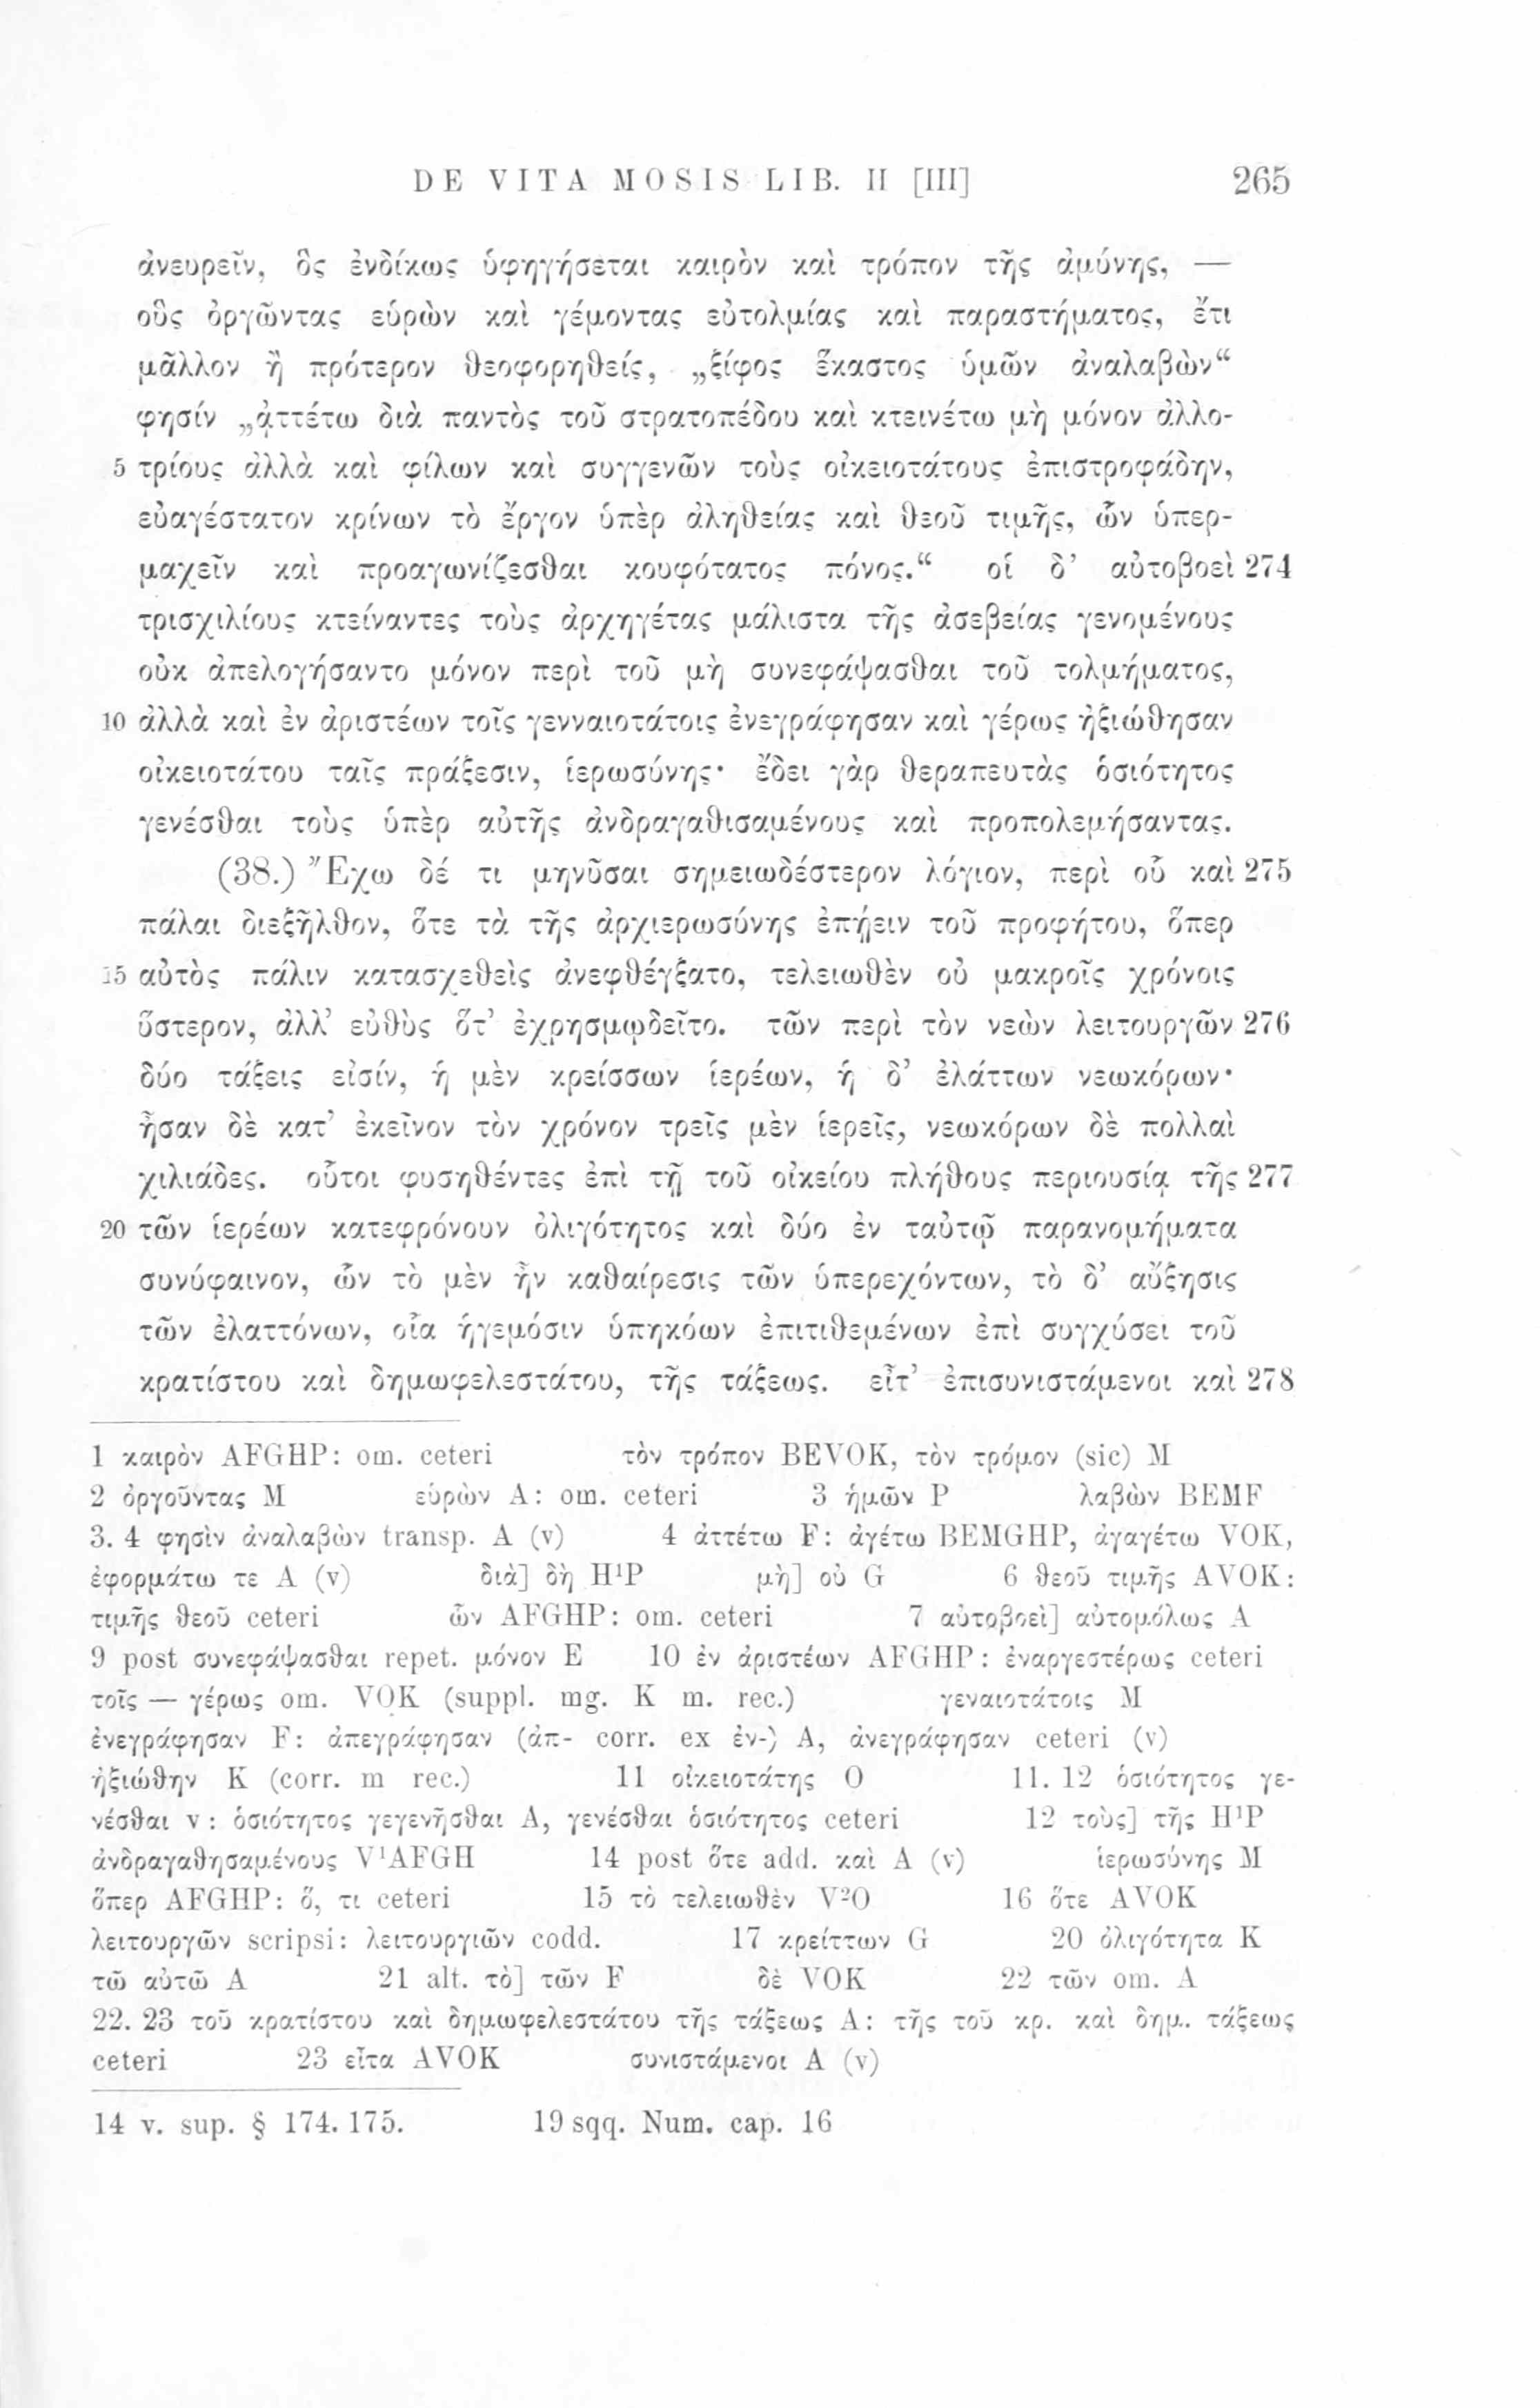 DE VITA MOSIS LIB. II [III] 265
ἀνευρεῖν, ὃς ἐνδίκως ὑφηγήσεται καιρὸν καὶ τρόπον τῆς ἀμύνης, —
οὓς ὀργῶντας εὑρὼν καὶ γέμοντας εὐτολμίας καὶ παραστήματος, ἔτι
μᾶλλον ἢ πρότερον θεοφορηθείς, „ξίφος ἕκαστος ὑμῶν ἀναλαβὼν“
φησίν „ᾀττέτω διὰ παντὸς τοῦ στρατοπέδου καὶ κτεινέτω μὴ μόνον ἀλλο-
5 τρίους ἀλλὰ καὶ φίλων καὶ συγγενῶν τοὺς οἰκειοτάτους ἐπιστροφάδην,
εὐαγέστατον κρίνων τὸ ἔργον ὑπὲρ ἀληθείας καὶ θεοῦ τιμῆς, ὧν ὑπερ-
μαχεῖν καὶ προαγωνίζεσθαι κουφότατος πόνος.“ οἱ δ’ αὐτοβοεὶ 274
τρισχιλίους κτείναντες τοὺς ἀρχηγέτας μάλιστα τῆς ἀσεβείας γενομένους
οὐκ ἀπελογήσαντο μόνον περὶ τοῦ μὴ συνεφάψασθαι τοῦ τολμήματος,
10 ἀλλὰ καὶ ἐν ἀριστέων τοῖς γενναιοτάτοις ἐνεγράφησαν καὶ γέρως ἠξιώθησαν
οἰκειοτάτου ταῖς πράξεσιν, ἱερωσύνης· ἔδει γὰρ θεραπευτὰς ὁσιότητος
γενέσθαι τοὺς ὑπὲρ αὐτῆς ἀνδραγαθισαμένους καὶ προπολεμήσαντας.
(38.) Ἔχω δέ τι μηνῦσαι σημειωδέστερον λόγιον, περὶ οὗ καὶ 275
πάλαι διεξῆλθον, ὅτε τὰ τῆς ἀρχιερωσύνης ἐπῄειν τοῦ προφήτου, ὅπερ
15 αὐτὸς πάλιν κατασχεθεὶς ἀνεφθέγξατο, τελειωθὲν οὐ μακροῖς χρόνοις
ὕστερον, ἀλλ’ εὐθὺς ὅτ’ ἐχρησμῳδεῖτο. τῶν περὶ τὸν νεὼν λειτουργῶν 276
δύο τάξεις εἰσίν, ἡ μὲν κρείσσων ἱερέων, ἡ δ’ ἐλάττων νεωκόρων·
ἦσαν δὲ κατ’ ἐκεῖνον τὸν χρόνον τρεῖς μὲν ἱερεῖς, νεωκόρων δὲ πολλαὶ
χιλιάδες. οὗτοι φυσηθέντες ἐπὶ τῇ τοῦ οἰκείου πλήθους περιουσίᾳ τῆς 277
20 τῶν ἱερέων κατεφρόνουν ὀλιγότητος καὶ δύο ἐν ταὐτῷ παρανομήματα
συνύφαινον, ὧν τὸ μὲν ἦν καθαίρεσις τῶν ὑπερεχόντων, τὸ δ’ αὔξησις
τῶν ἐλαττόνων, οἷα ἡγεμόσιν ὑπηκόων ἐπιτιθεμένων ἐπὶ συγχύσει τοῦ
κρατίστου καὶ δημωφελεστάτου, τῆς τάξεως. εἶτ’ ἐπισυνιστάμενοι καὶ 278
1 καιρὸν AFGHP: om. ceteri τὸν τρόπον BEVOK, τὸν τρόμον (sic) M
2 ὀργοῦντας M εὑρὼν A: om. ceteri 3 ἡμῶν P λαβὼν BEMF
3. 4 φησὶν ἀναλαβὼν transp. A (v) 4 ἀττέτω F: ἀγέτω BEMGHP, ἀγαγέτω VOK,
ἐφορμάτω τε A (v) διὰ] δὴ H¹P μὴ] οὐ G 6 θεοῦ τιμῆς AVOK:
τιμῆς θεοῦ ceteri ὧν AFGHP: om. ceteri 7 αὐτοβοεὶ] αὐτομόλως A
9 post συνεφάψασθαι repet. μόνον E 10 ἐν ἀριστέων AFGHP: ἐναργεστέρως ceteri
τοῖς — γέρως om. VOK (suppl. mg. K m. rec.) γεναιοτάτοις M
ἐνεγράφησαν F: ἀπεγράφησαν (ἀπ- corr. ex ἐν-) A, ἀνεγράφησαν ceteri (v)
ἠξιώθην K (corr. m rec.) 11 οἰκειοτάτης O 11. 12 ὁσιότητος γε-
νέσθαι v: ὁσιότητος γεγενῆσθαι A, γενέσθαι ὁσιότητος ceteri 12 τοὺς] τῆς H¹P
ἀνδραγαθησαμένους V¹AFGH 14 post ὅτε add. καὶ A (v) ἱερωσύνης M
ὅπερ AFGHP: ὅ, τι ceteri 15 τὸ τελειωθὲν V²O 16 ὅτε AVOK
λειτουργῶν scripsi: λειτουργιῶν codd. 17 κρείττων G 20 ὀλιγότητα K
τῶ αὐτῶ A 21 alt. τὸ] τῶν F δὲ VOK 22 τῶν om. A
22. 23 τοῦ κρατίστου καὶ δημωφελεστάτου τῆς τάξεως A: τῆς τοῦ κρ. καὶ δημ. τάξεως
ceteri 23 εἶτα AVOK συνιστάμενοι A (v)
14 v. sup. § 174. 175. 19 sqq. Num. cap. 16